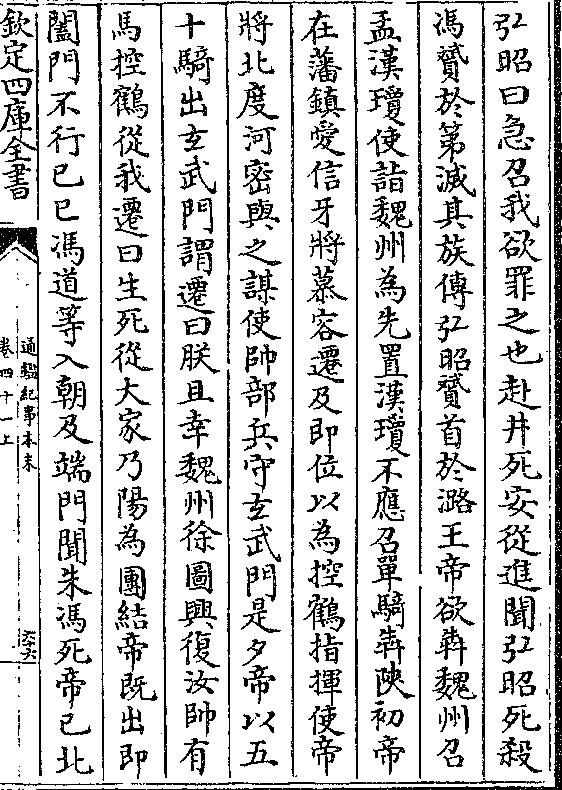 弘昭曰急召我欲罪之也赴井死安從進聞弘昭死殺
馮贇於第滅其族傳弘昭贇首於潞王帝欲犇魏州召
孟漢瓊使詣魏州為先置漢瓊不應召單騎犇陜初帝
在藩鎮愛信牙將慕容遷及即位以為控鶴指揮使帝
將北度河密與之謀使帥部兵守玄武門是夕帝以五
十騎出玄武門謂遷曰朕且幸魏州徐圖興復汝帥有
馬控鶴從我遷曰生死從大家乃陽為團結帝既出即
闔門不行己巳馮道等入朝及端門聞朱馮死帝已北
欽定四庫全書
通鑑紀事本末
卷四十一上
六六